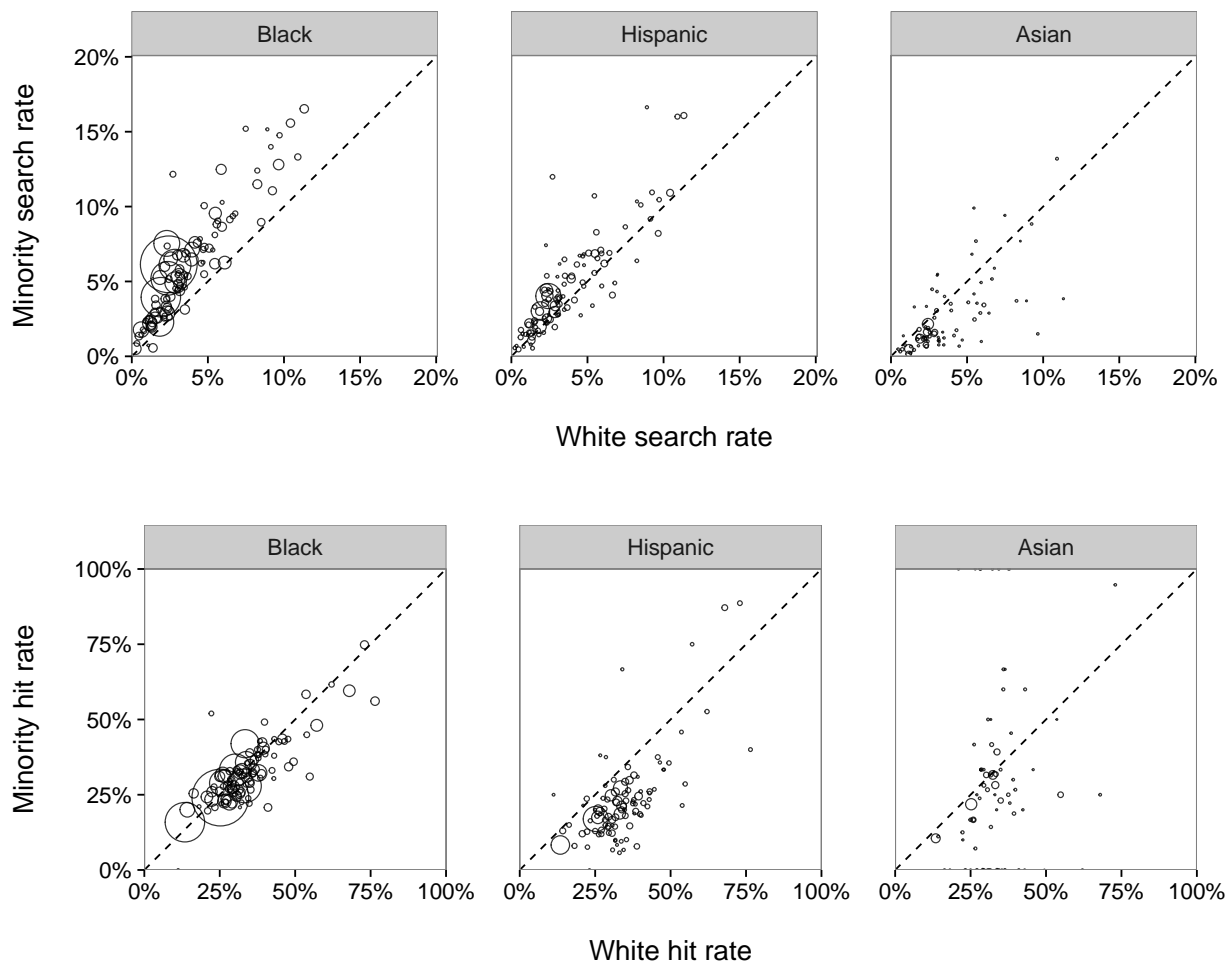 Black Hispanic Asian
20%
15%
10%
5%
0%
0% 5% 10% 15% 20% 0% 5% 10% 15% 20% 0% 5% 10% 15% 20%
Minority search rate
White search rate
Black Hispanic Asian
100%
75%
50%
25%
0%
0% 25% 50% 75% 100% 0% 25% 50% 75% 100% 0% 25% 50% 75% 100%
Minority hit rate
White hit rate